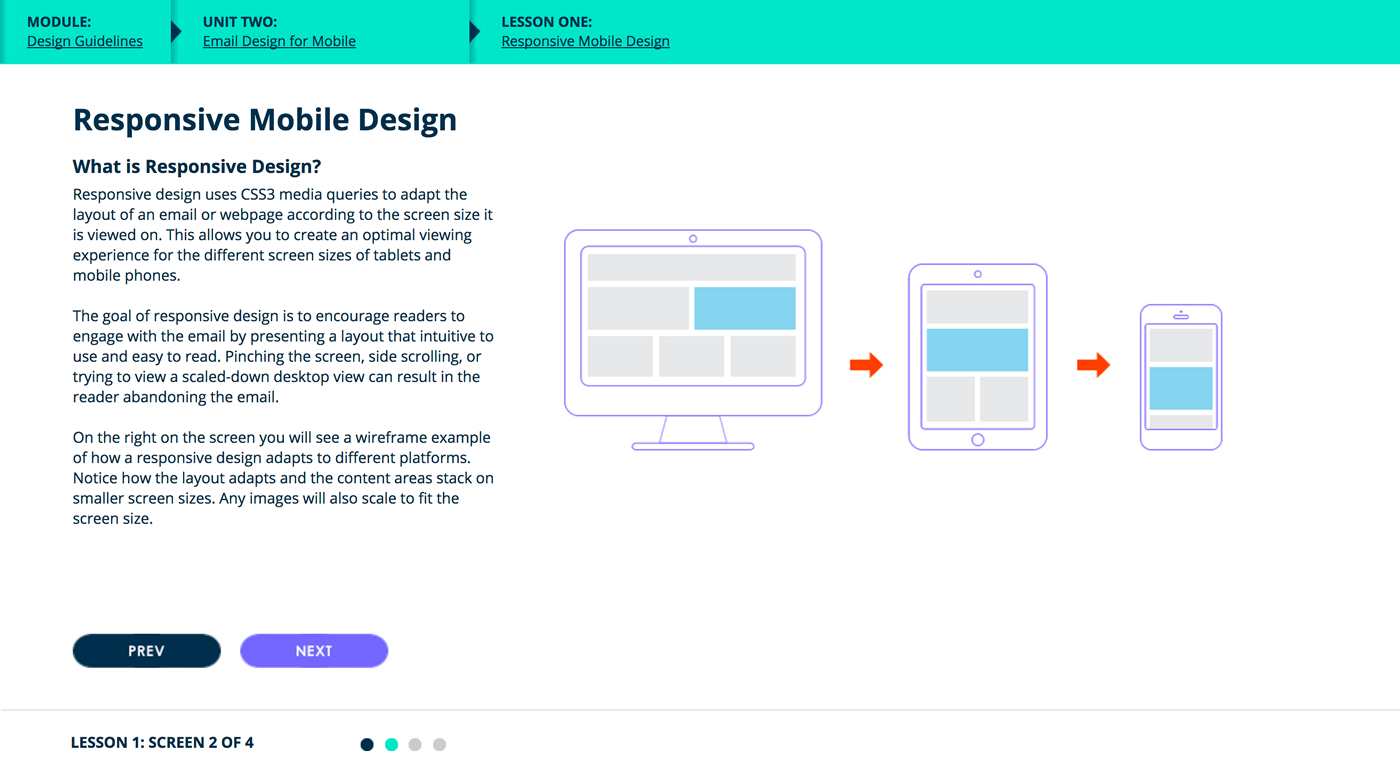 MODULE:
Design Guidelines
UNIT TWO:
Email Design for Mobile
LESSON ONE:
Responsive Mobile Design
Responsive Mobile Design
What is Responsive Design?
Responsive design uses CSS3 media queries to adapt the
layout of an email or webpage according to the screen size it
is viewed on. This allows you to create an optimal viewing
experience for the different screen sizes of tablets and
mobile phones.
The goal of responsive design is to encourage readers to
engage with the email by presenting a layout that intuitive to
use and easy to read. Pinching the screen, side scrolling, or
trying to view a scaled-down desktop view can result in the
reader abandoning the email.
On the right on the screen you will see a wireframe example
of how a responsive design adapts to different platforms.
Notice how the layout adapts and the content areas stack on
smaller screen sizes. Any images will also scale to fit the
screen size.
PREV
NEXT
LESSON 1: SCREEN 2 OF 4